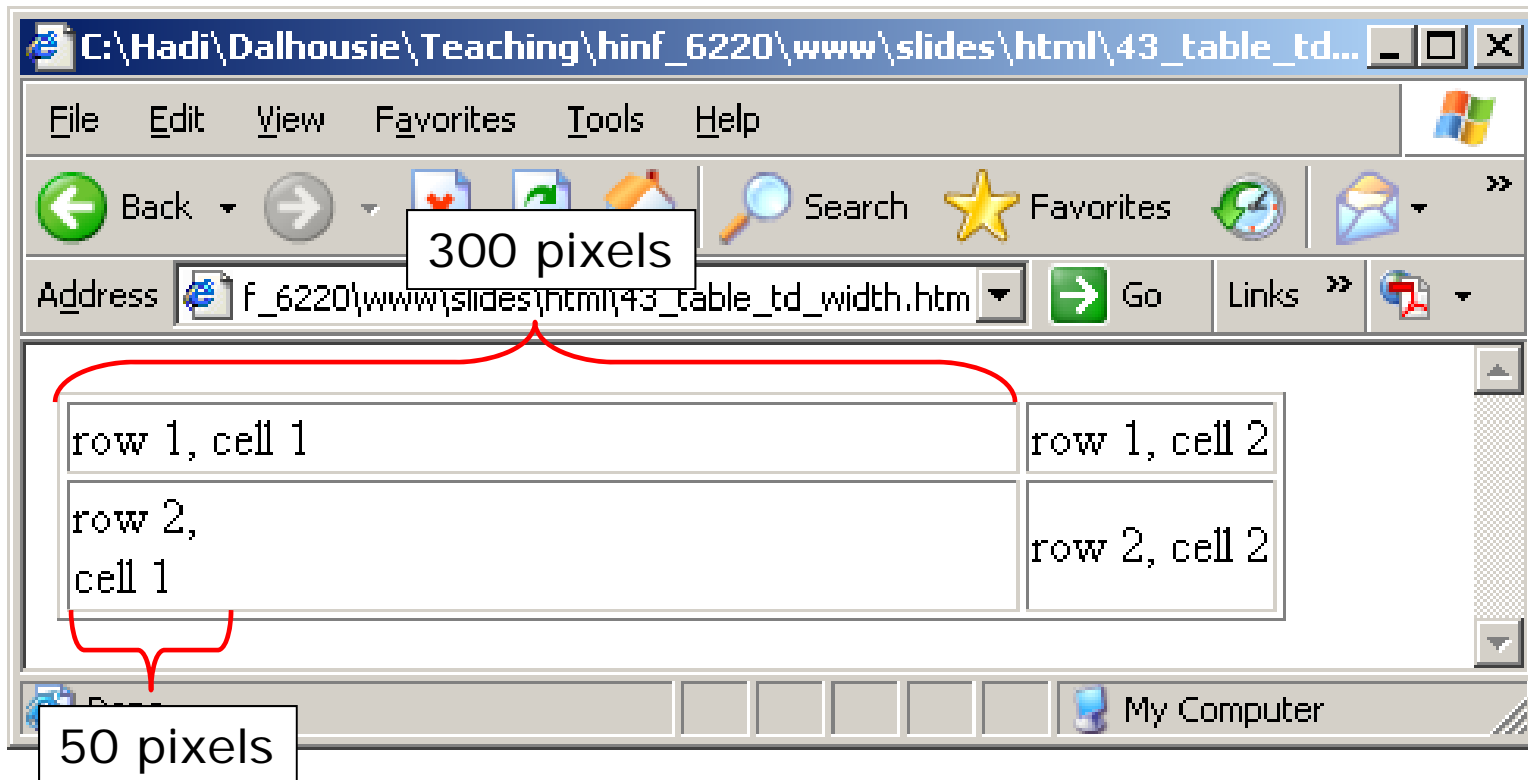 C:\Hadi\Dalhousie\Teaching\hinf_6220\www\slides\html\43_table_td...
File Edit View Favorites Tools Help
Back Search Favorites
300 pixels
Address f_6220\www\slides\html\43_table_td_width.htm Go Links
row 1, cell 1 row 1, cell 2
row 2,
cell 1
row 2, cell 2
My Computer
50 pixels